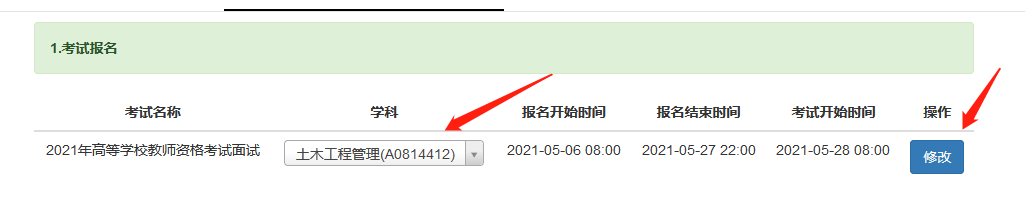 1.考试报名
考试名称 学科 报名开始时间 报名结束时间 考试开始时间 操作
2021年高等学校教师资格考试面试 土木工程管理(A0814412) 2021-05-06 08:00 2021-05-27 22:00 2021-05-28 08:00 修改